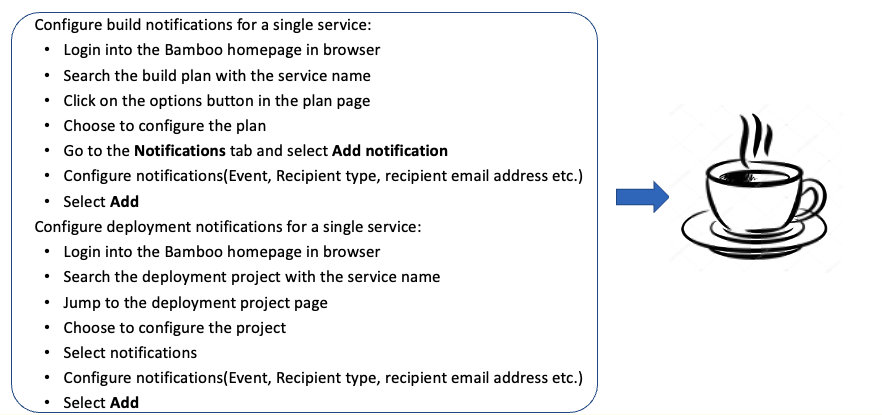 Configure build notifications for a single service:
• Login into the Bamboo homepage in browser
• Search the build plan with the service name
• Click on the options button in the plan page
• Choose to configure the plan
• Go to the Notifications tab and select Add notification
• Configure notifications(Event, Recipient type, recipient email address etc.)
• Select Add
Configure deployment notifications for a single service:
• Login into the Bamboo homepage in browser
• Search the deployment project with the service name
• Jump to the deployment project page
• Choose to configure the project
• Select notifications
• Configure notifications(Event, Recipient type, recipient email address etc.)
• Select Add